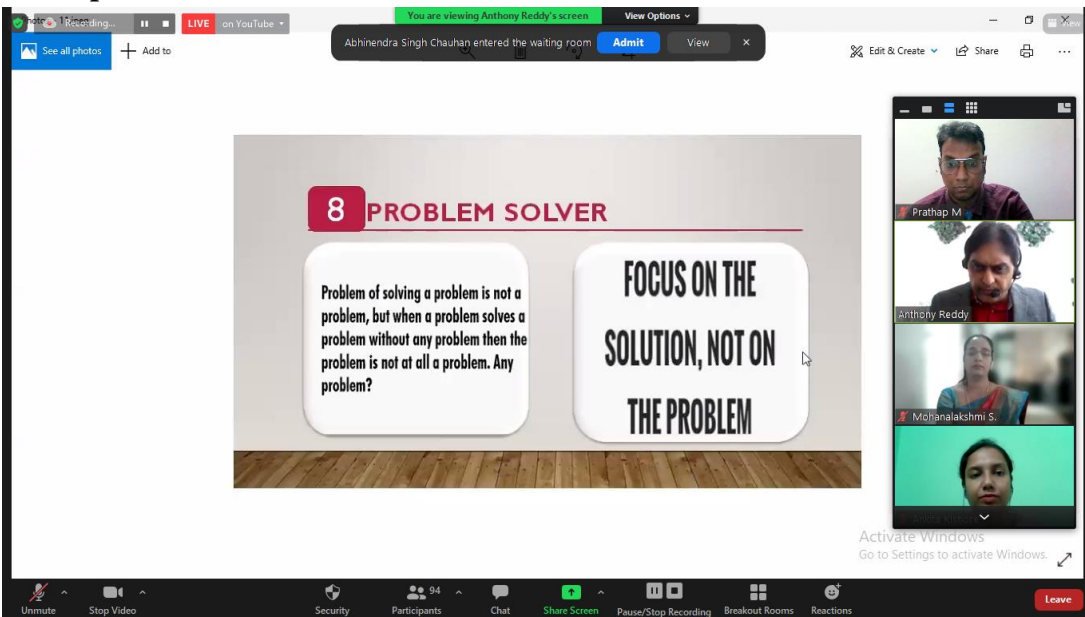 Recording...
LIVE on YouTube
You are viewing Anthony Reddy's screen
View Options
See all photos
Add to
Abhinendra Singh Chauhan entered the waiting room
Admit
View
Edit & Create
Share
8 PROBLEM SOLVER
Problem of solving a problem is not a
problem, but when a problem solves a
problem without any problem then the
problem is not at all a problem. Any
problem?
FOCUS ON THE
SOLUTION, NOT ON
THE PROBLEM
Prathap M
Anthony Reddy
Mohanalakshmi S.
Activate Windows
Go to Settings to activate Windows.
Unmute
Stop Video
Security
94
Participants
Chat
Share Screen
Pause/Stop Recording
Breakout Rooms
Reactions
Leave